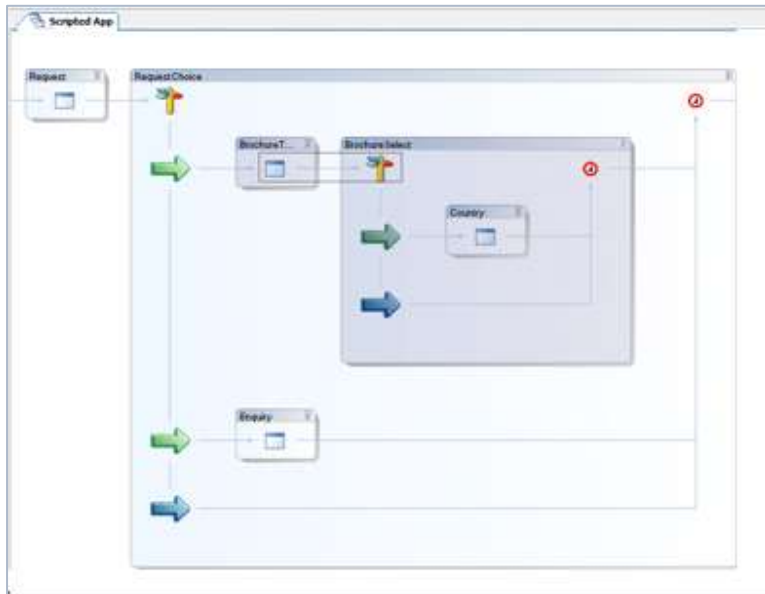 Scripted App
Request
RequestChoice
BrochureT...
BrochureSelect
Country
Enquiry